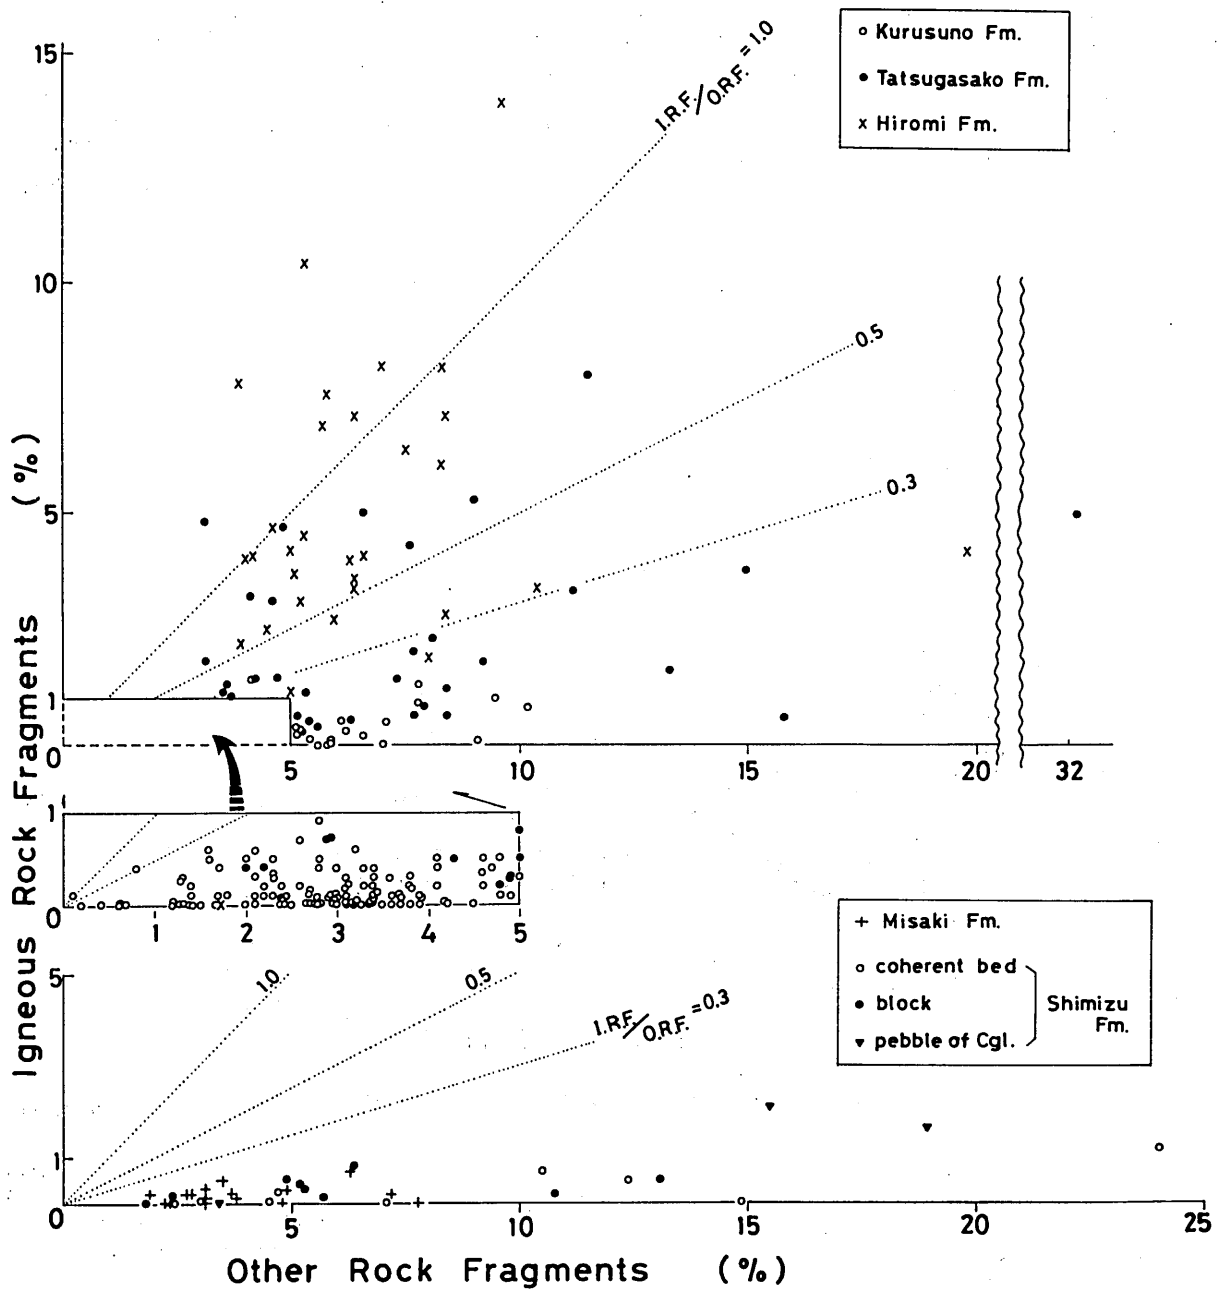 15
I.R.F./O.R.F. = 1.0
o Kurusuno Fm.
• Tatsugasako Fm.
x Hiromi Fm.
10
0.5
0.3
5
1
0
5
10
15
20
32
1
0
1
2
3
4
5
Igneous Rock Fragments (%)
+ Misaki Fm.
o coherent bed
• block
▼ pebble of Cgl.
Shimizu
Fm.
5
1.0
0.5
I.R.F./O.R.F. = 0.3
1
0
5
10
15
20
25
Other Rock Fragments (%)